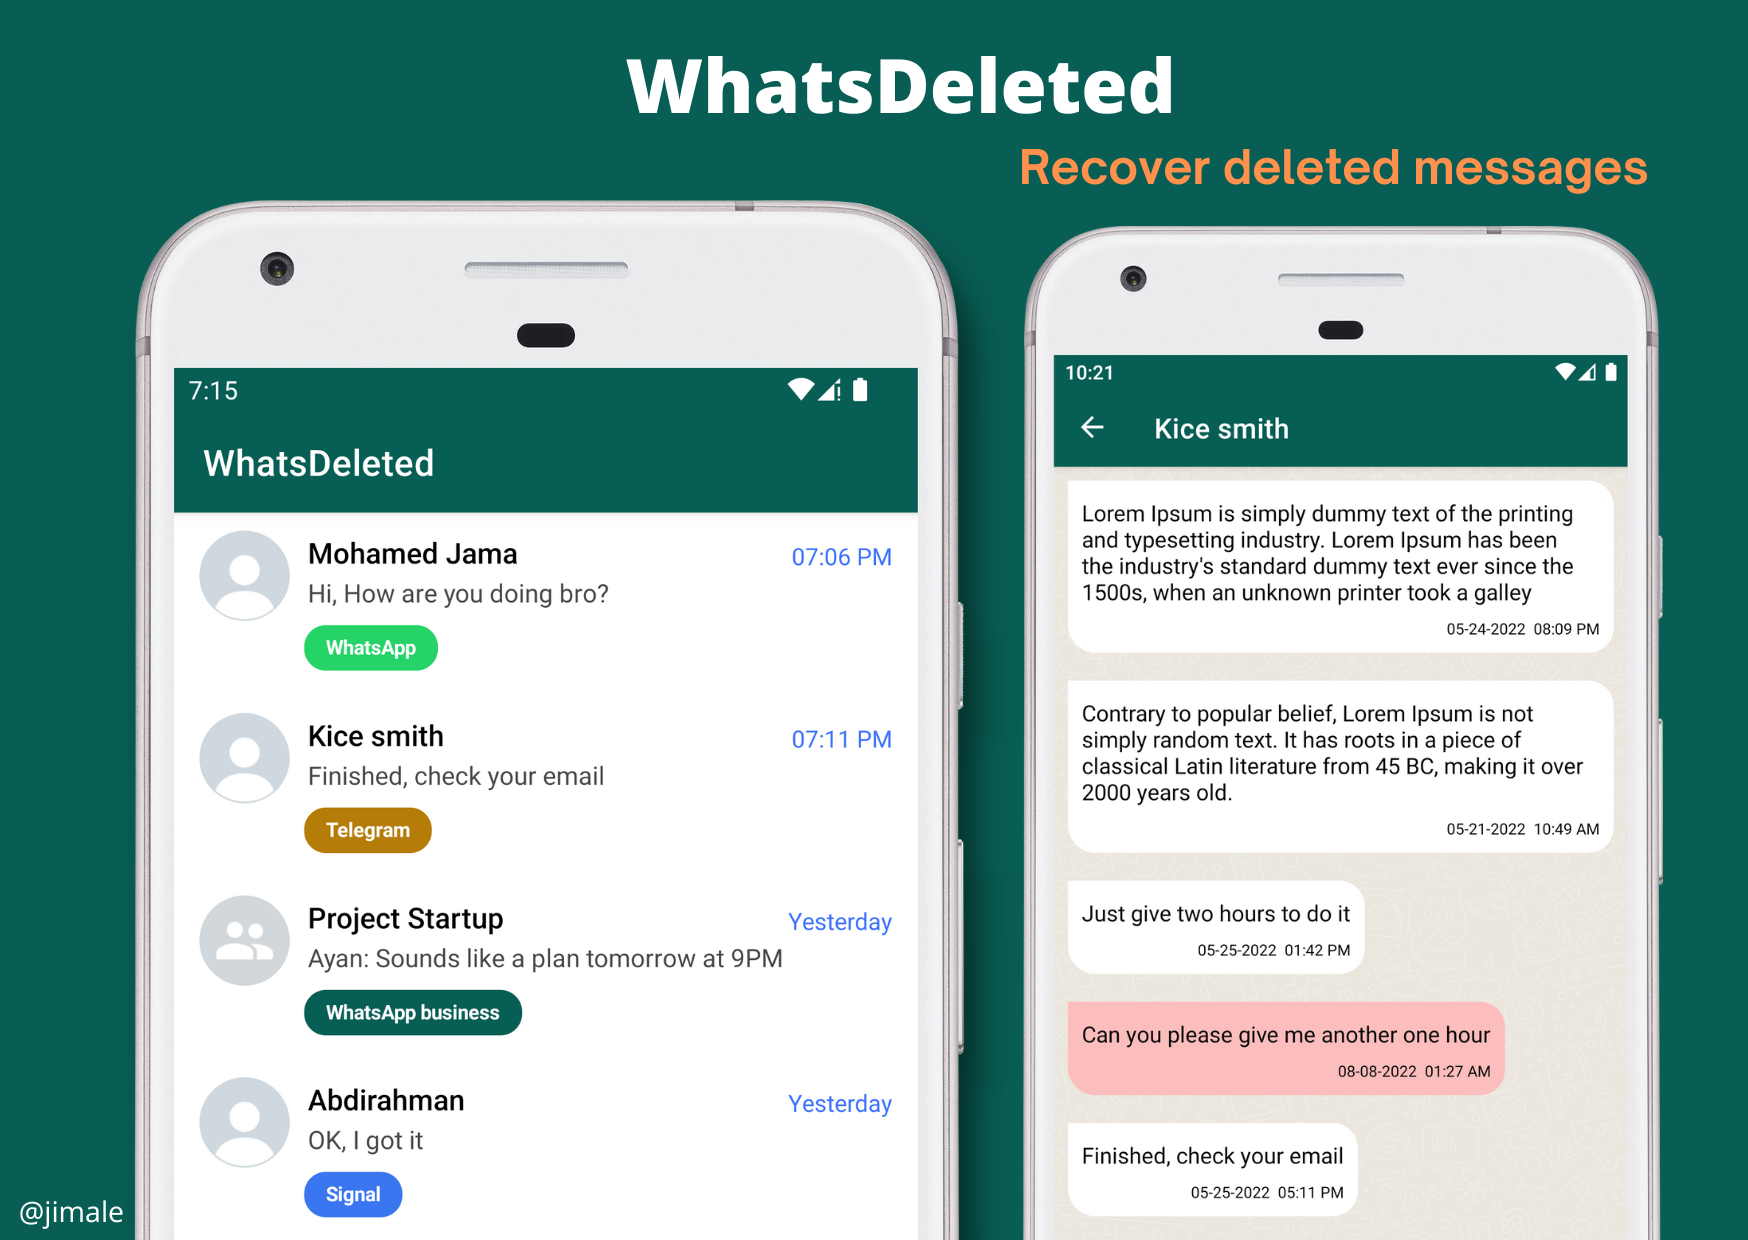 WhatsDeleted
Recover deleted messages
7:15
WhatsDeleted
Mohamed Jama
07:06 PM
Hi, How are you doing bro?
WhatsApp
Kice smith
07:11 PM
Finished, check your email
Telegram
Project Startup
Yesterday
Ayan: Sounds like a plan tomorrow at 9PM
WhatsApp business
Abdirahman
Yesterday
OK, I got it
Signal
10:21
Kice smith
Lorem Ipsum is simply dummy text of the printing
and typesetting industry. Lorem Ipsum has been
the industry's standard dummy text ever since the
1500s, when an unknown printer took a galley
05-24-2022 08:09 PM
Contrary to popular belief, Lorem Ipsum is not
simply random text. It has roots in a piece of
classical Latin literature from 45 BC, making it over
2000 years old.
05-21-2022 10:49 AM
Just give two hours to do it
05-25-2022 01:42 PM
Can you please give me another one hour
08-08-2022 01:27 AM
Finished, check your email
05-25-2022 05:11 PM
@jimale